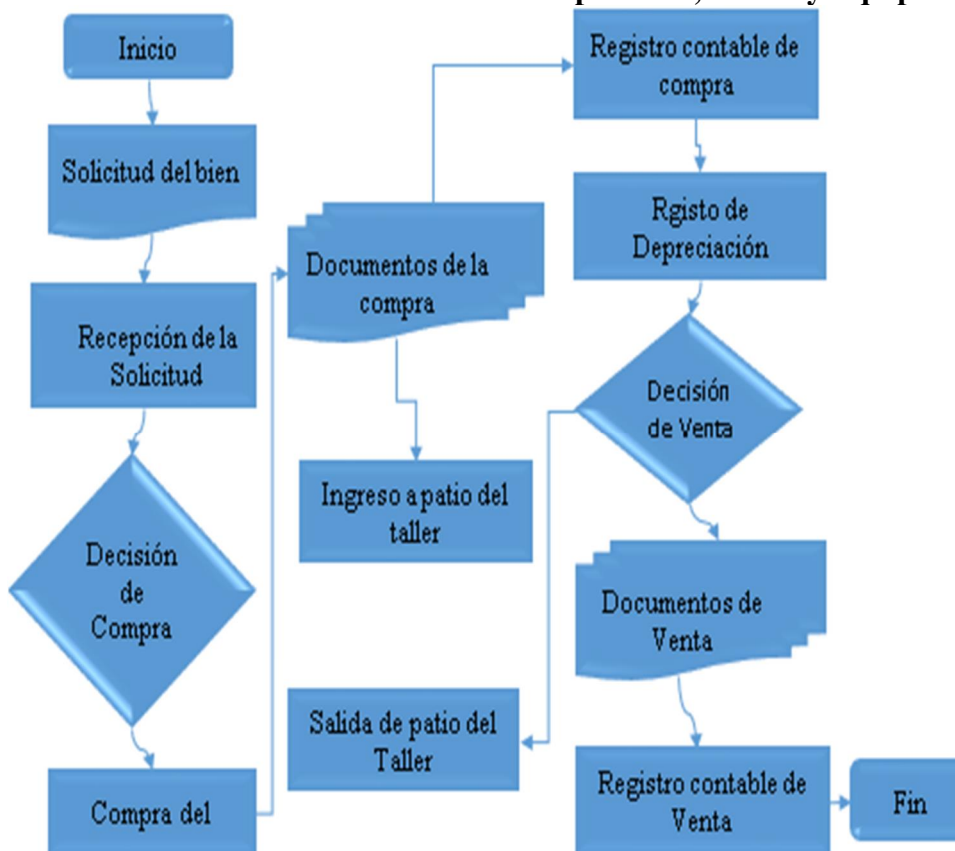 Inicio
Solicitud del bien
Recepción de la
Solicitud
Decisión
de
Compra
Compra del
Documentos de la
compra
Ingreso a patio del
taller
Salida de patio del
Taller
Registro contable de
compra
Rgisto de
Depreciación
Decisión
de Venta
Documentos de
Venta
Registro contable de
Venta
Fin